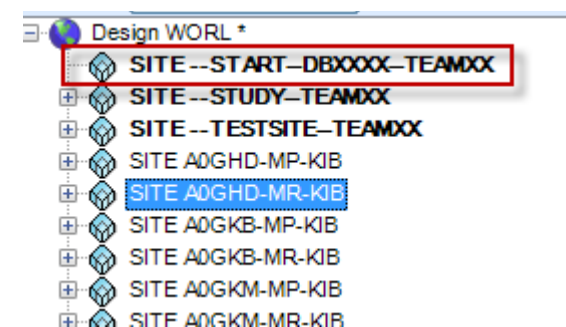 Design WORL *
SITE --START--DBXXXX--TEAMXX
SITE --STUDY--TEAMXX
SITE --TESTSITE--TEAMXX
SITE A0GHD-MP-KIB
SITE A0GHD-MR-KIB
SITE A0GKB-MP-KIB
SITE A0GKB-MR-KIB
SITE A0GKM-MP-KIB
SITE A0GKM-MR-KIB